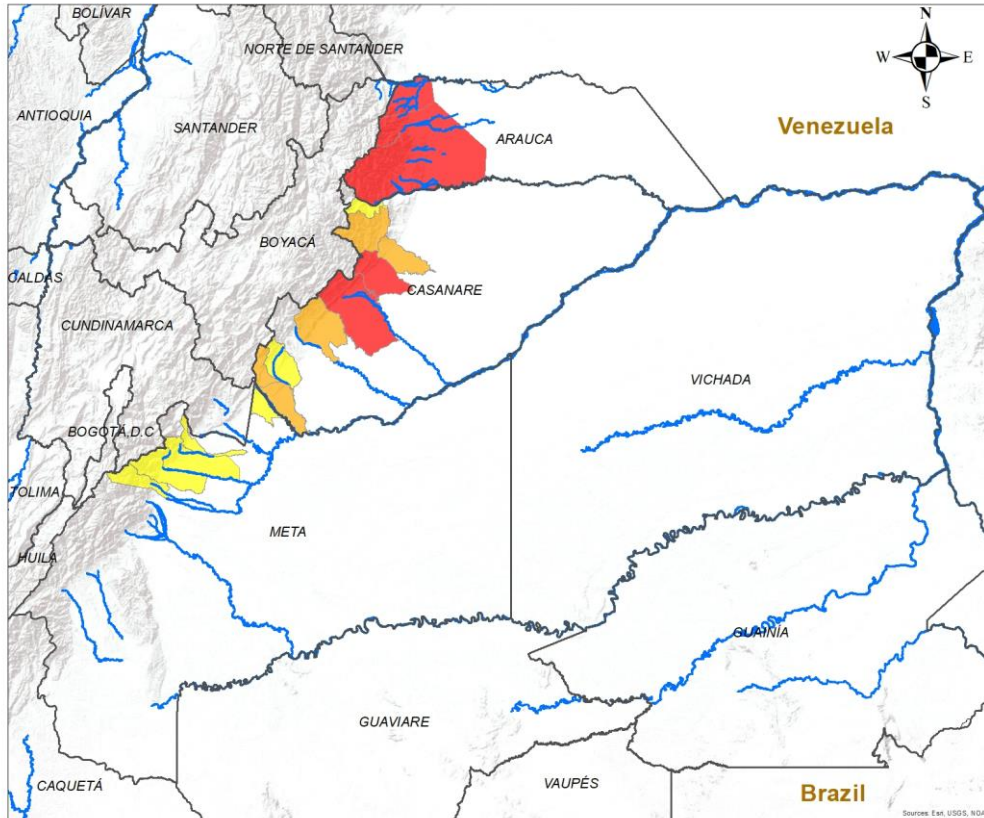 BOLÍVAR
NORTE DE SANTANDER
N
W E
S
ANTIOQUIA
SANTANDER
ARAUCA
Venezuela
BOYACÁ
CALDAS
CASANARE
CUNDINAMARCA
VICHADA
BOGOTÁ, D.C
TOLIMA
META
HUILA
GUAINÍA
GUAVIARE
CAQUETÁ
VAUPÉS
Brazil
Sources: Esri, USGS, NOA